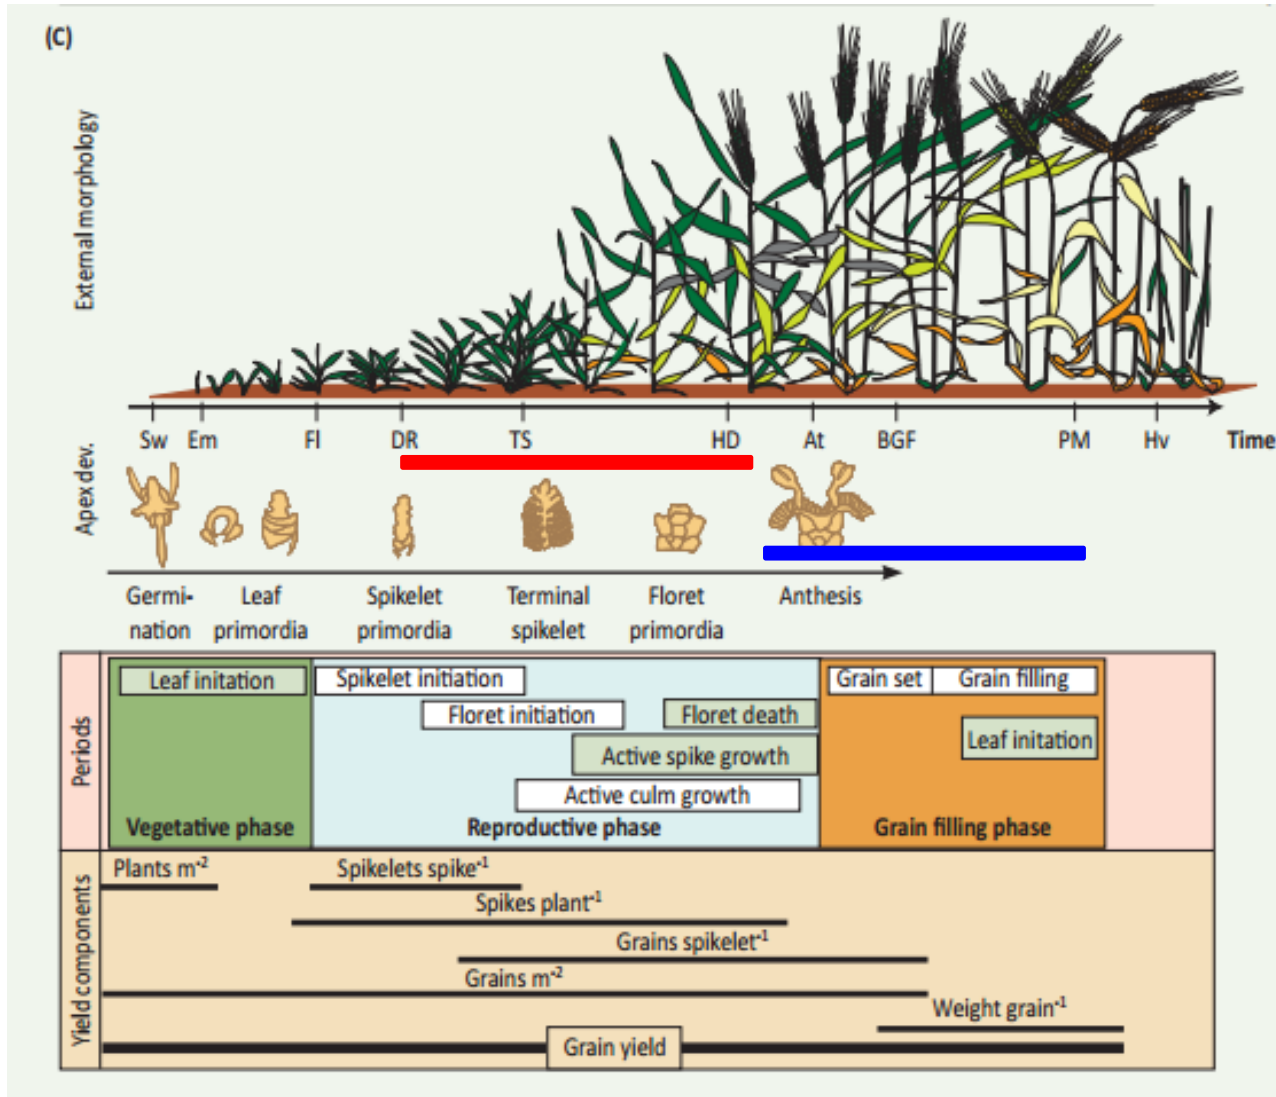 (C)
External morphology
Sw Em FI DR TS HD At BGF PM Hv Time
Apex dev.
Germi- Leaf Spikelet Terminal Floret Anthesis
nation primordia primordia spikelet primordia
Periods
Leaf initation Spikelet initiation Grain set Grain filling
Floret initiation Floret death
Leaf initation
Active spike growth
Active culm growth
Vegetative phase Reproductive phase Grain filling phase
Yield components
Plants m⁻² Spikelets spike⁻¹
Spikes plant⁻¹
Grains spikelet⁻¹
Grains m⁻²
Weight grain⁻¹
Grain yield